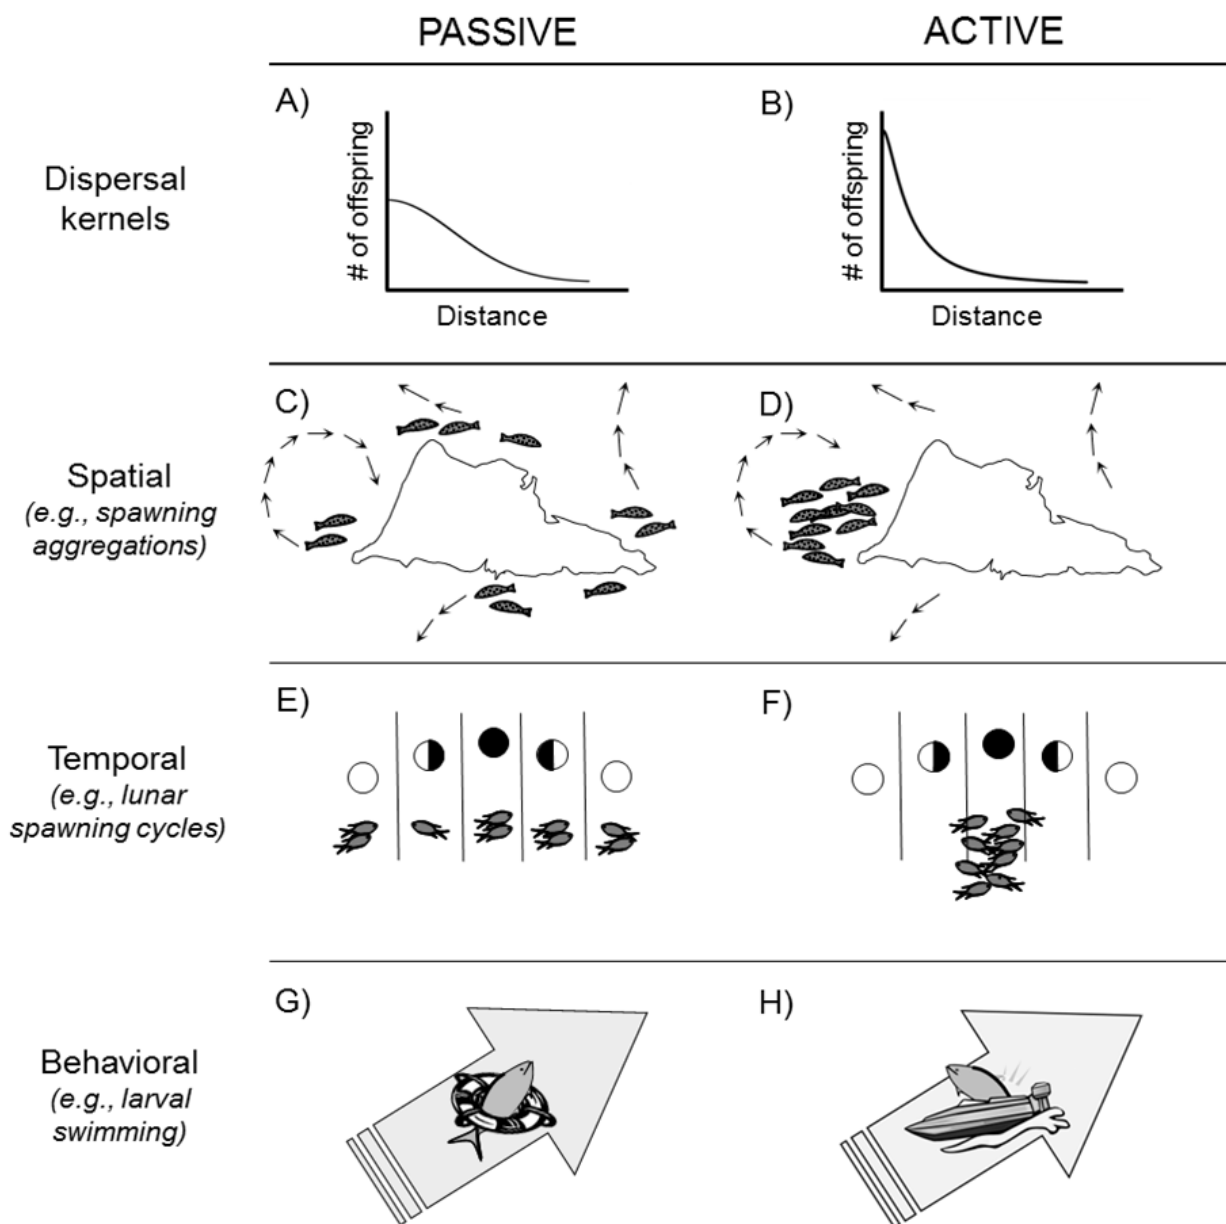 PASSIVE
ACTIVE
Dispersal
kernels
A)
# of offspring
Distance
B)
# of offspring
Distance
Spatial
(e.g., spawning
aggregations)
C)
D)
Temporal
(e.g., lunar
spawning cycles)
E)
F)
Behavioral
(e.g., larval
swimming)
G)
H)